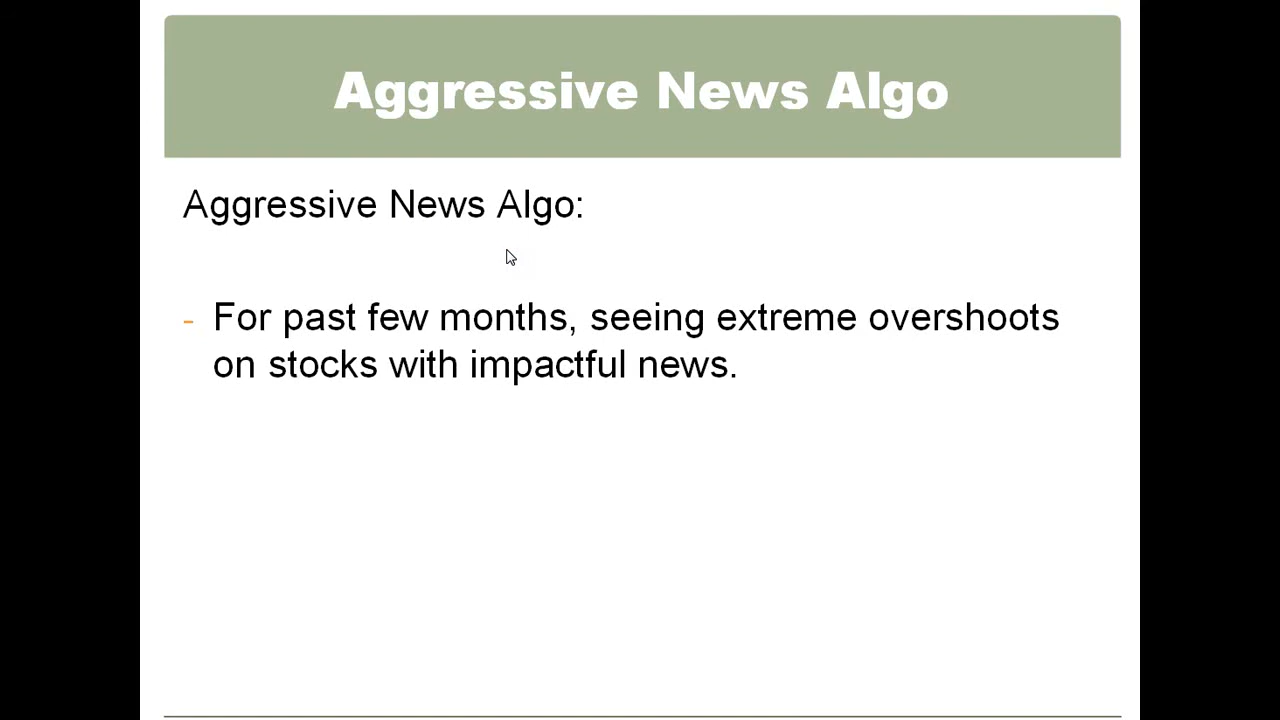 Aggressive News Algo
Aggressive News Algo:
- For past few months, seeing extreme overshoots
on stocks with impactful news.